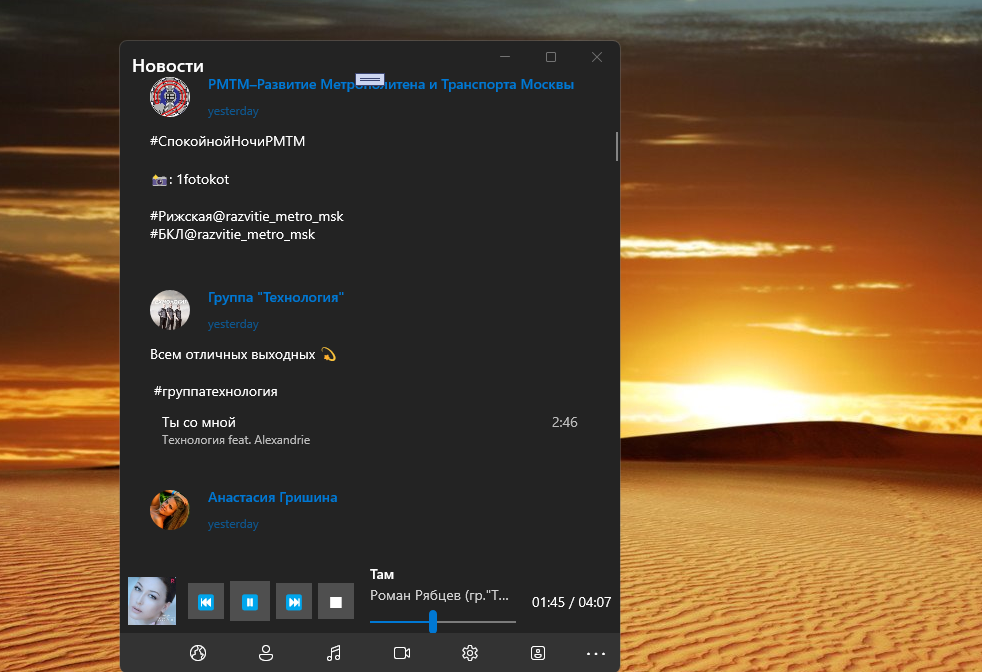 Новости
РМТМ–Развитие Метрополитена и Транспорта Москвы
yesterday
#СпокойнойНочиРМТМ
📸: 1fotokot
#Рижская@razvitie_metro_msk
#БКЛ@razvitie_metro_msk
Группа "Технология"
yesterday
Всем отличных выходных 💫
#группатехнология
Ты со мной 2:46
Технология feat. Alexandrie
Анастасия Гришина
yesterday
Там
Роман Рябцев (гр."Т...
01:45 / 04:07